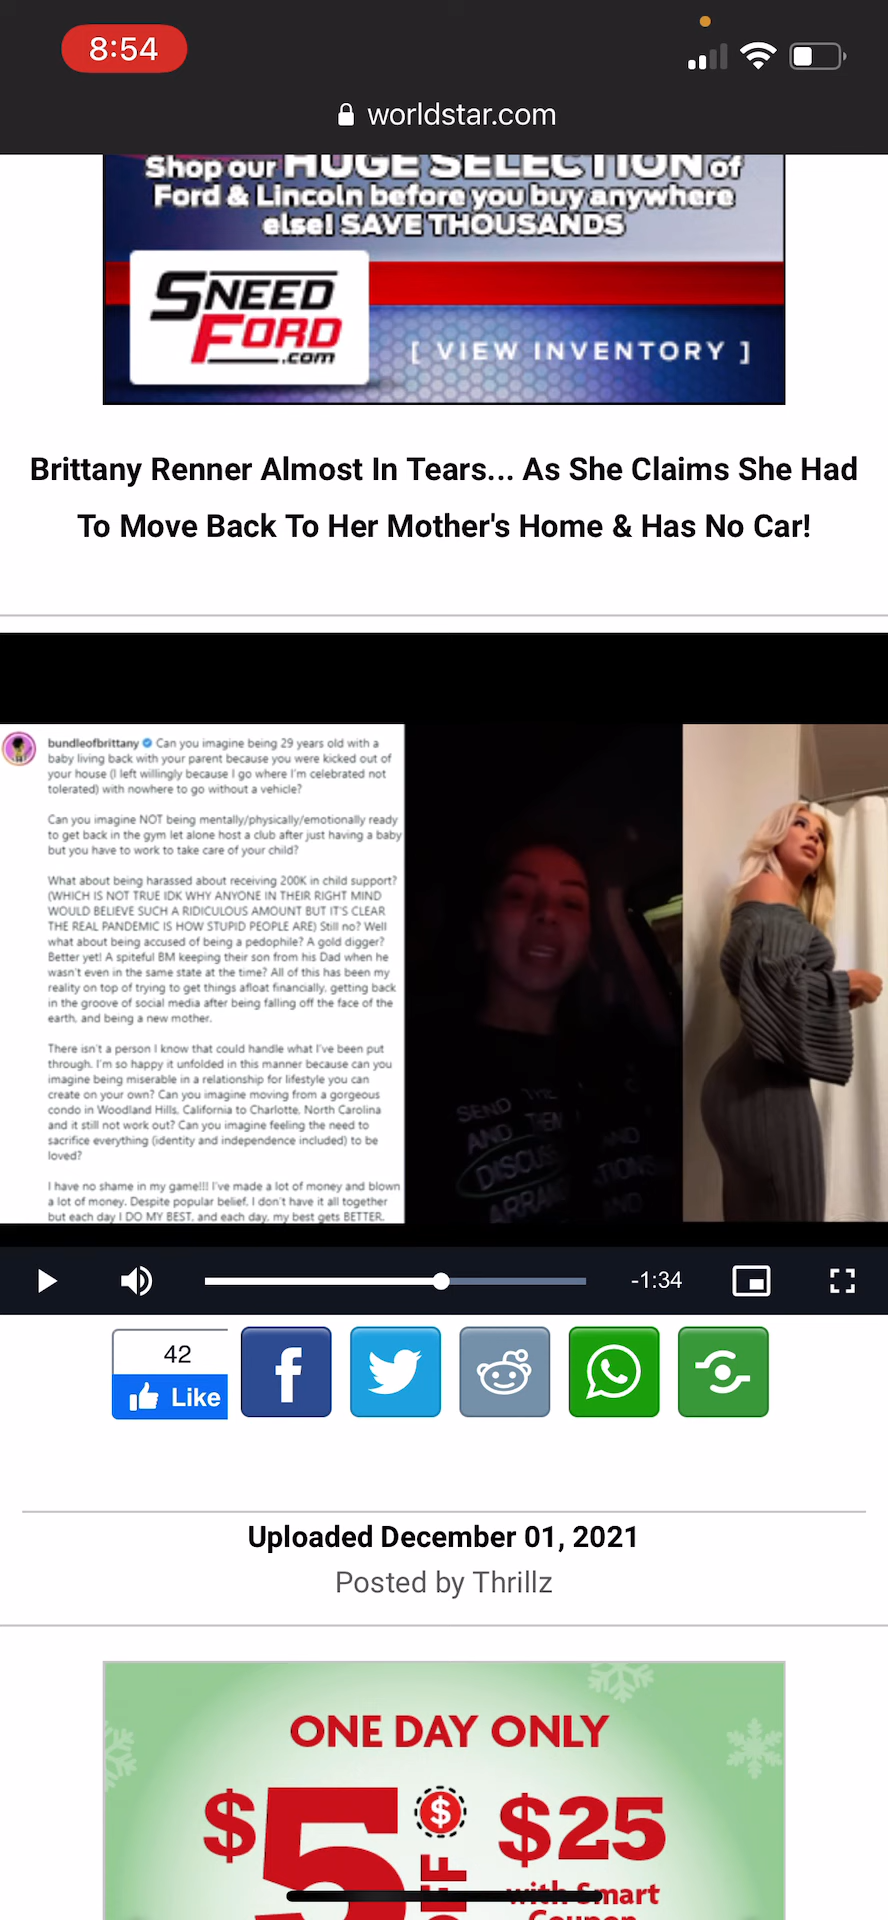 8:54
worldstar.com
Shop our HUGE SELECTION of
Ford & Lincoln before you buy anywhere
else! SAVE THOUSANDS
SNEED
FORD
.com
[ VIEW INVENTORY ]
Brittany Renner Almost In Tears... As She Claims She Had
To Move Back To Her Mother's Home & Has No Car!
bundleofbrittany Can you imagine being 29 years old with a
baby living back with your parent because you were kicked out of
your house (I left willingly because I go where I'm celebrated not
tolerated) with nowhere to go without a vehicle?
Can you imagine NOT being mentally/physically/emotionally ready
to get back in the gym let alone host a club after just having a baby
but you have to work to take care of your child?
What about being harassed about receiving 200K in child support?
(WHICH IS NOT TRUE IDK WHY ANYONE IN THEIR RIGHT MIND
WOULD BELIEVE SUCH A RIDICULOUS AMOUNT BUT IT'S CLEAR
THE REAL PANDEMIC IS HOW STUPID PEOPLE ARE) Still no? Well
what about being accused of being a pedophile? A gold digger?
Better yet! A spiteful BM keeping their son from his Dad when he
wasn't even in the same state at the time? All of this has been my
reality on top of trying to get things afloat financially, getting back
in the groove of social media after being falling off the face of the
earth, and being a new mother.
There isn't a person I know that could handle what I've been put
through. I'm so happy it unfolded in this manner because can you
imagine being miserable in a relationship for lifestyle you can
create on your own? Can you imagine moving from a gorgeous
condo in Woodland Hills, California to Charlotte, North Carolina
and it still not work out? Can you imagine feeling the need to
sacrifice everything (identity and independence included) to be
loved?
I have no shame in my game!!! I've made a lot of money and blown
a lot of money. Despite popular belief, I don't have it all together
but each day I DO MY BEST, and each day, my best gets BETTER.
SEND THE
AND THEN
AND
AND
-1:34
42
Like
Uploaded December 01, 2021
Posted by Thrillz
ONE DAY ONLY
$5 OFF $25
with Smart
Coupon